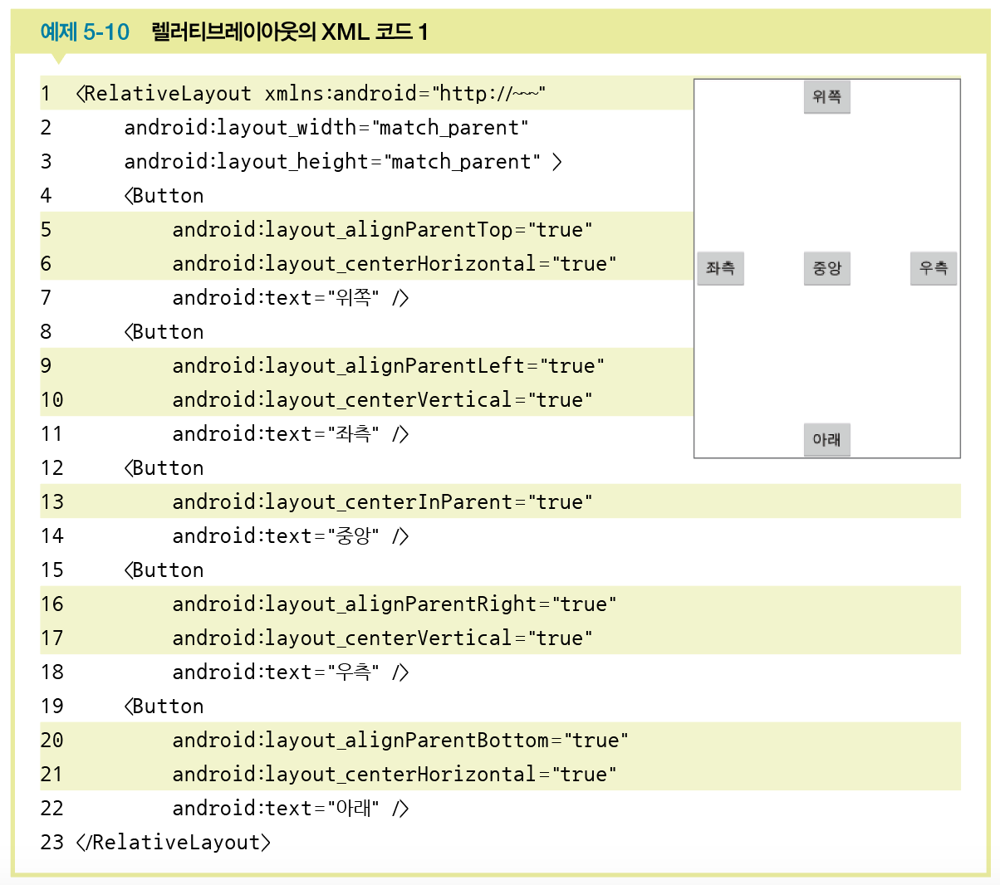 예제 5-10 렐러티브레이아웃의 XML 코드 1
1 <RelativeLayout xmlns:android="http://~~~"
2 android:layout_width="match_parent"
3 android:layout_height="match_parent" >
4 <Button
5 android:layout_alignParentTop="true"
6 android:layout_centerHorizontal="true"
7 android:text="위쪽" />
8 <Button
9 android:layout_alignParentLeft="true"
10 android:layout_centerVertical="true"
11 android:text="좌측" />
12 <Button
13 android:layout_centerInParent="true"
14 android:text="중앙" />
15 <Button
16 android:layout_alignParentRight="true"
17 android:layout_centerVertical="true"
18 android:text="우측" />
19 <Button
20 android:layout_alignParentBottom="true"
21 android:layout_centerHorizontal="true"
22 android:text="아래" />
23 </RelativeLayout>
위쪽
좌측 중앙 우측
아래